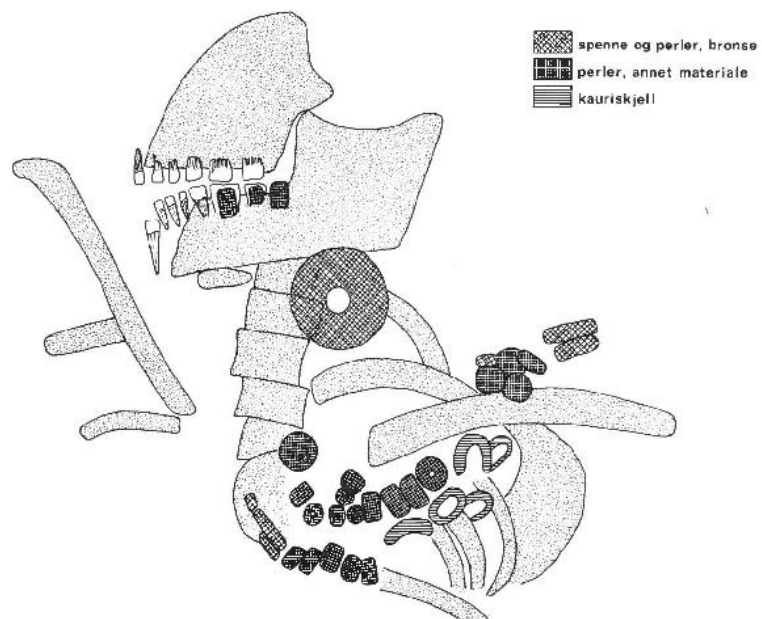 spenne og perler, bronse
perler, annet materiale
kauriskjell